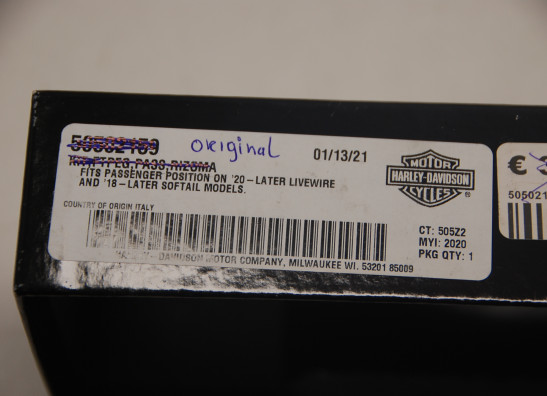 original
01/13/21
FITS PASSENGER POSITION ON '20-LATER LIVEWIRE
AND '18-LATER SOFTAIL MODELS.
COUNTRY OF ORIGIN ITALY
MOTOR
HARLEY-DAVIDSON
CYCLES
®
CT: 505Z2
MYI: 2020
PKG QTY: 1
DAVIDSON MOTOR COMPANY, MILWAUKEE WI. 53201 85009
€
505021